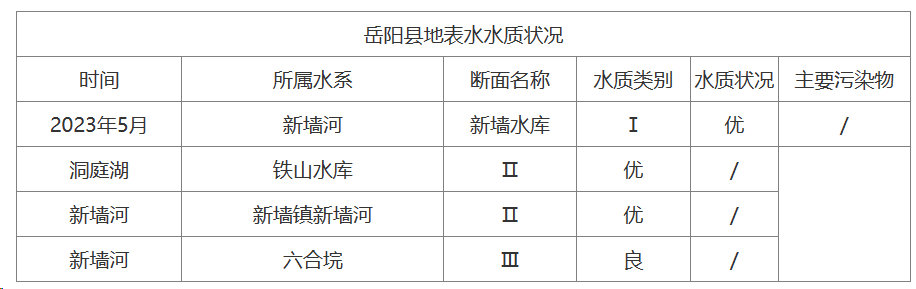 岳阳县地表水水质状况
时间 所属水系 断面名称 水质类别 水质状况 主要污染物
2023年5月 新墙河 新墙水库 Ⅰ 优 /
洞庭湖 铁山水库 Ⅱ 优 /
新墙河 新墙镇新墙河 Ⅱ 优 /
新墙河 六合垸 Ⅲ 良 /